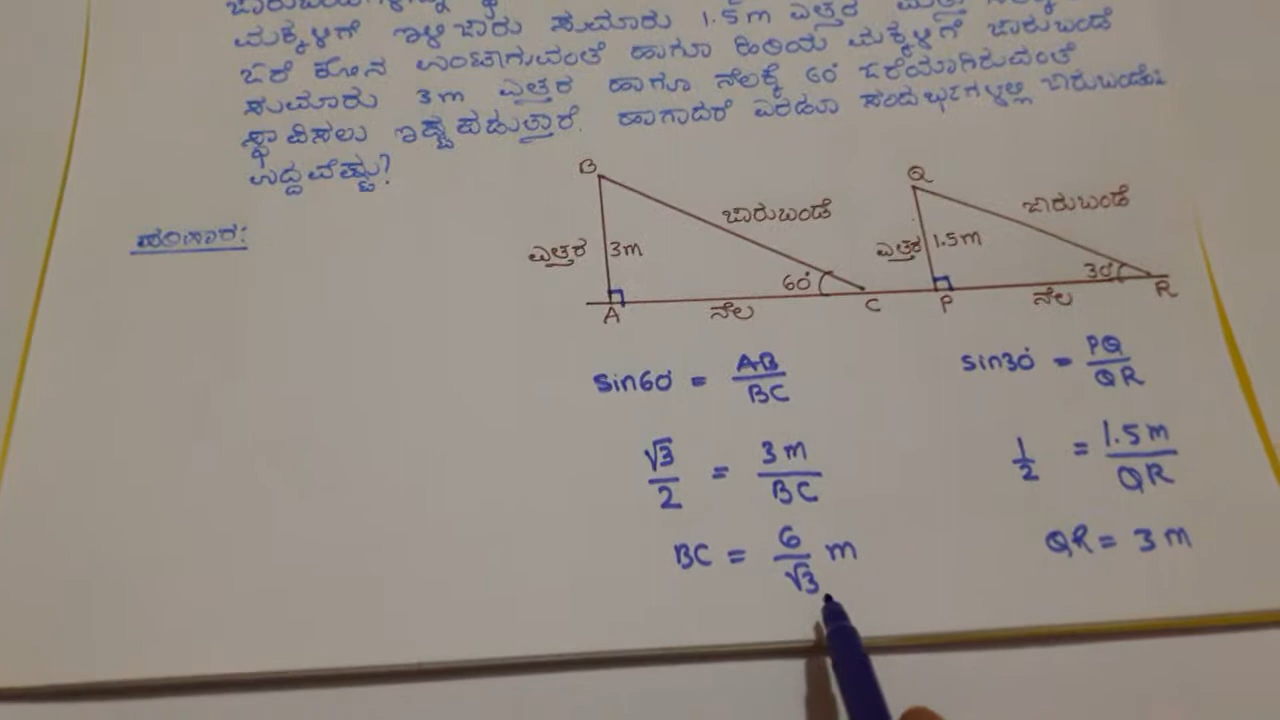 ಮಕ್ಕಳಿಗೆ ಇಳಿಜಾರು ಸುಮಾರು 1.5m ಎತ್ತರ
ಓರೆ ಕೋನ ಉಂಟಾಗುವಂತೆ ಹಾಗೂ ಹಿರಿಯ ಮಕ್ಕಳಿಗೆ ಜಾರುಬಂಡೆ
ಸುಮಾರು 3m ಎತ್ತರ ಹಾಗೂ ನೆಲಕ್ಕೆ 60° ಓರೆಯಾಗಿರುವಂತೆ
ಸ್ಥಾಪಿಸಲು ಇಷ್ಟಪಡುತ್ತಾರೆ. ಹಾಗಾದರೆ ಎರಡೂ ಸಂದರ್ಭಗಳಲ್ಲಿ ಜಾರುಬಂಡೆಯ
ಉದ್ದವೆಷ್ಟು?
ಪರಿಹಾರ:
B Q
ಜಾರುಬಂಡೆ ಜಾರುಬಂಡೆ
ಎತ್ತರ 3m ಎತ್ತರ 1.5m
60° 30°
A ನೆಲ C P ನೆಲ R
sin60° = AB/BC sin30° = PQ/QR
√3/2 = 3m/BC 1/2 = 1.5m/QR
BC = 6/√3 m QR = 3m